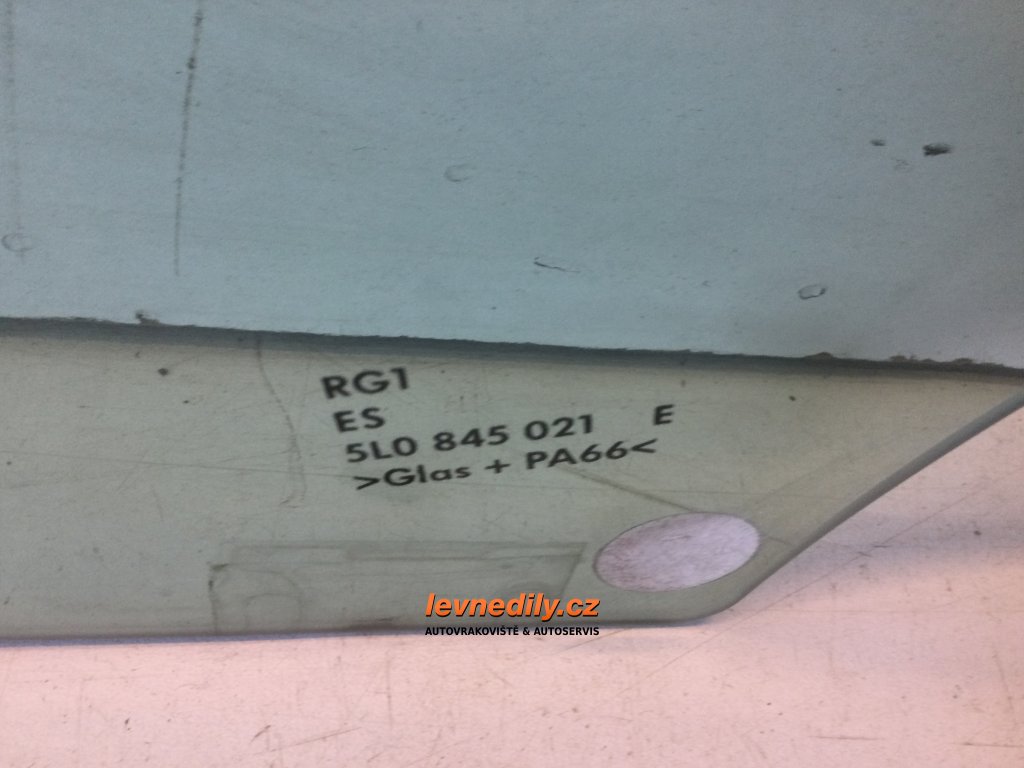 RG1
ES
5L0 845 021 E
>Glas + PA66<
levnedily.cz
AUTOVRAKOVIŠTĚ & AUTOSERVIS